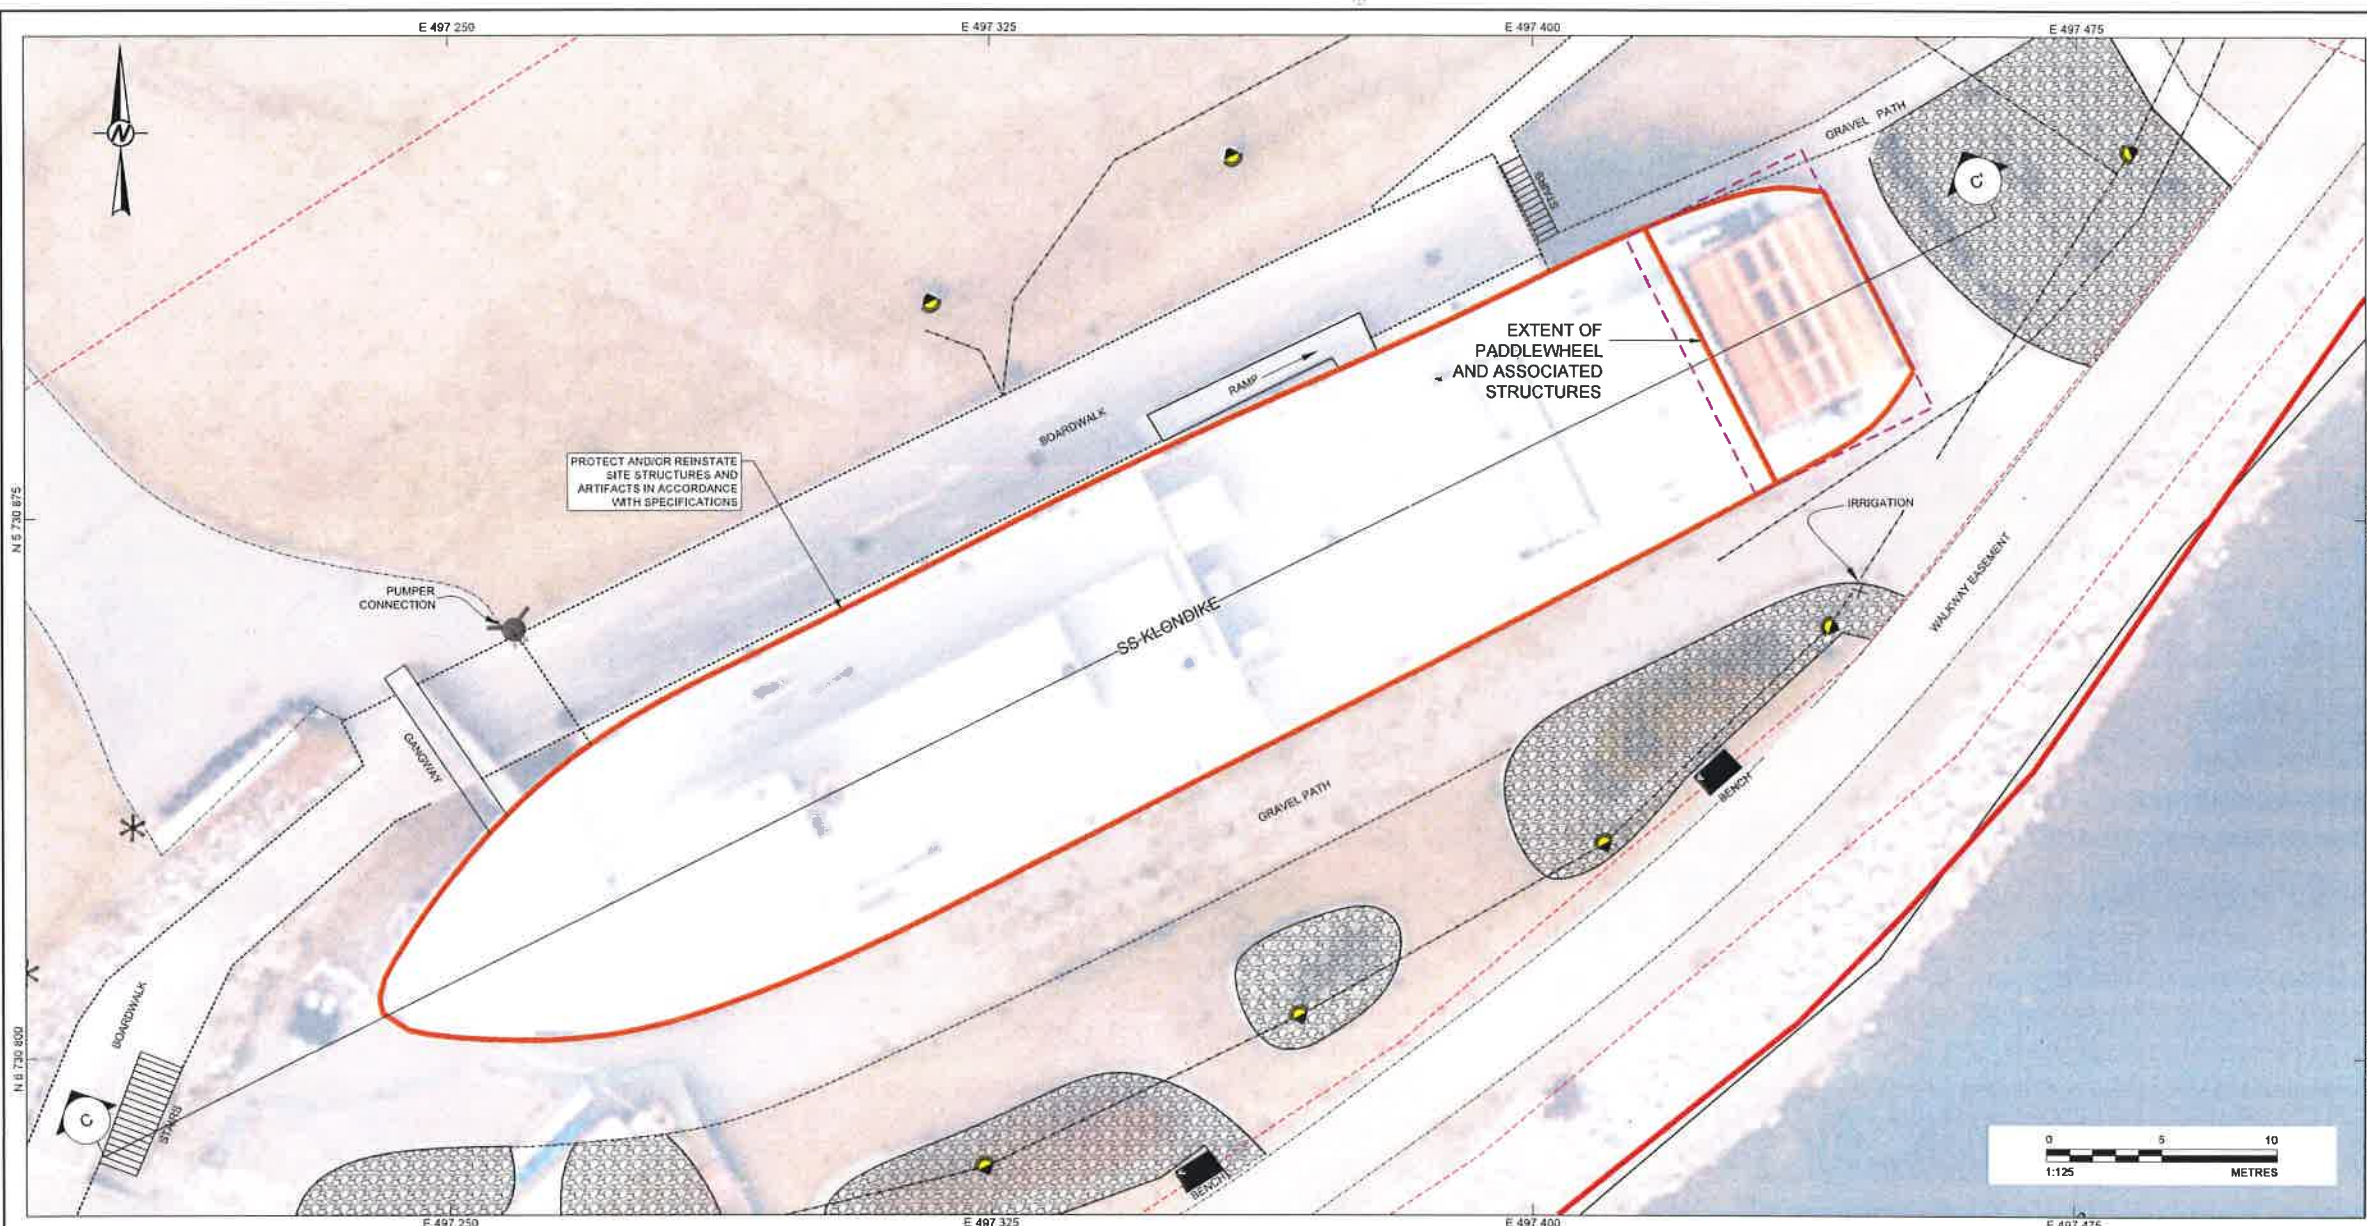 E 497 250
E 497 325
E 497 400
E 497 475
N
GRAVEL PATH
C'
STAIRS
EXTENT OF
PADDLEWHEEL
AND ASSOCIATED
STRUCTURES
RAMP
BOARDWALK
PROTECT AND/OR REINSTATE
SITE STRUCTURES AND
ARTIFACTS IN ACCORDANCE
WITH SPECIFICATIONS
N 5 730 875
IRRIGATION
WALKWAY EASEMENT
PUMPER
CONNECTION
SS KLONDIKE
GANGWAY
BENCH
GRAVEL PATH
BOARDWALK
N 6 730 800
C
STAIRS
BENCH
0 5 10
1:125 METRES
E 497 250
E 497 325
E 497 400
E 497 475